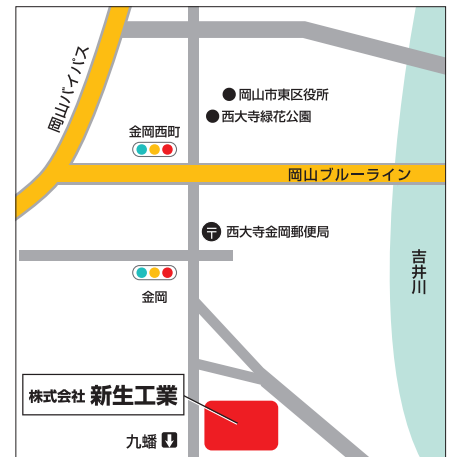 岡山バイパス
岡山市東区役所
西大寺緑花公園
金岡西町
岡山ブルーライン
〒 西大寺金岡郵便局
吉井川
金岡
株式会社 新生工業
九蟠